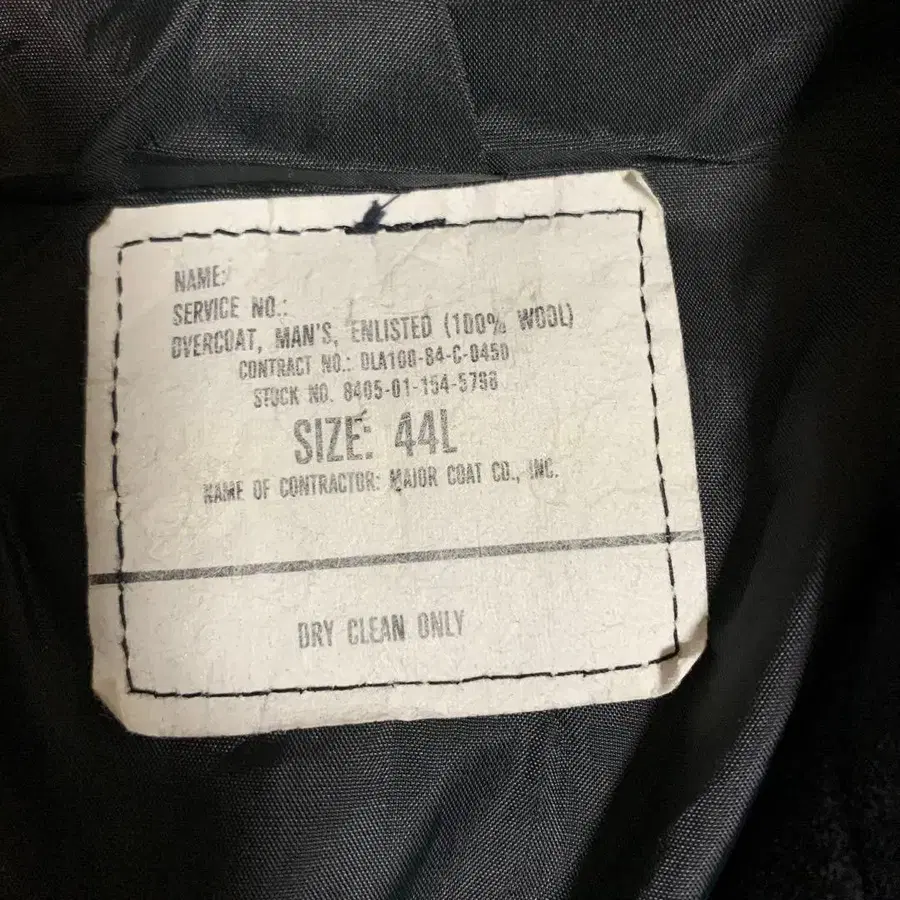 NAME:
SERVICE NO.:
OVERCOAT, MAN'S, ENLISTED (100% WOOL)
CONTRACT NO.: DLA100-84-C-0450
STOCK NO. 8405-01-154-5798
SIZE: 44L
NAME OF CONTRACTOR: MAJOR COAT CO., INC.
DRY CLEAN ONLY